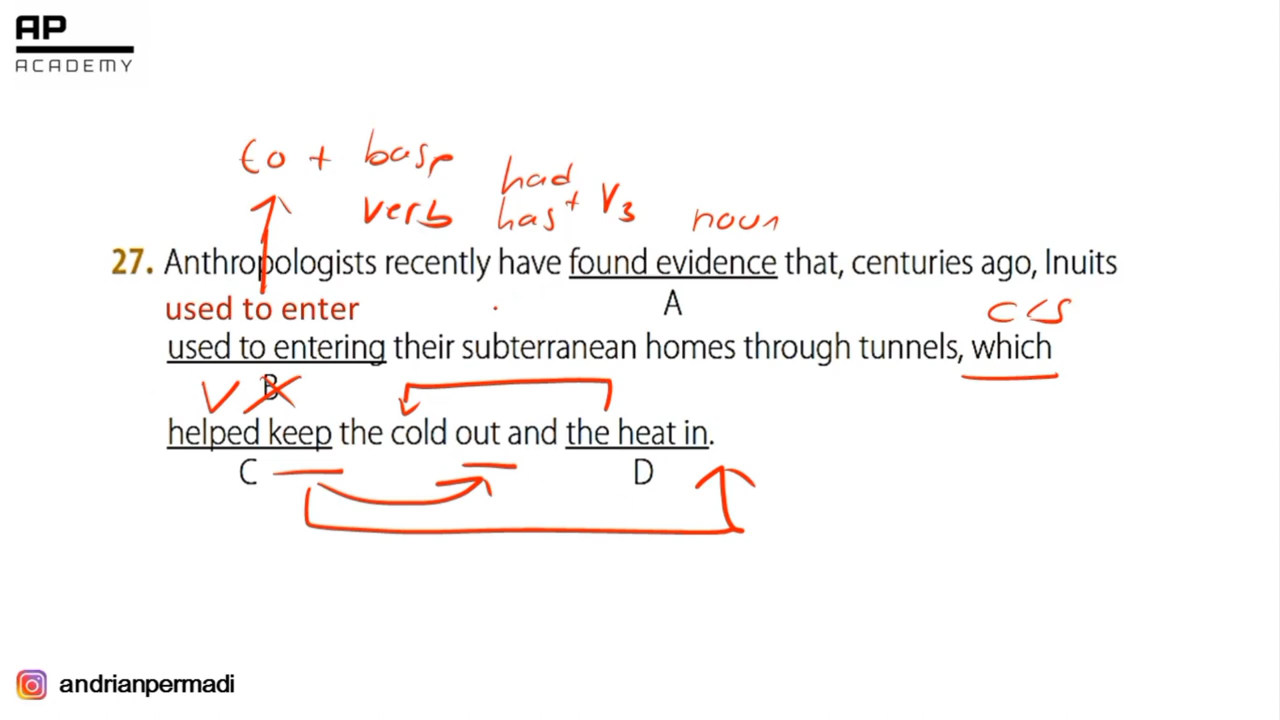 AP
ACADEMY
to + base
verb
had
has + V3
noun
27. Anthropologists recently have found evidence that, centuries ago, Inuits
A
used to enter
CCS
used to entering their subterranean homes through tunnels, which
V B
helped keep the cold out and the heat in.
C D
andrianpermadi